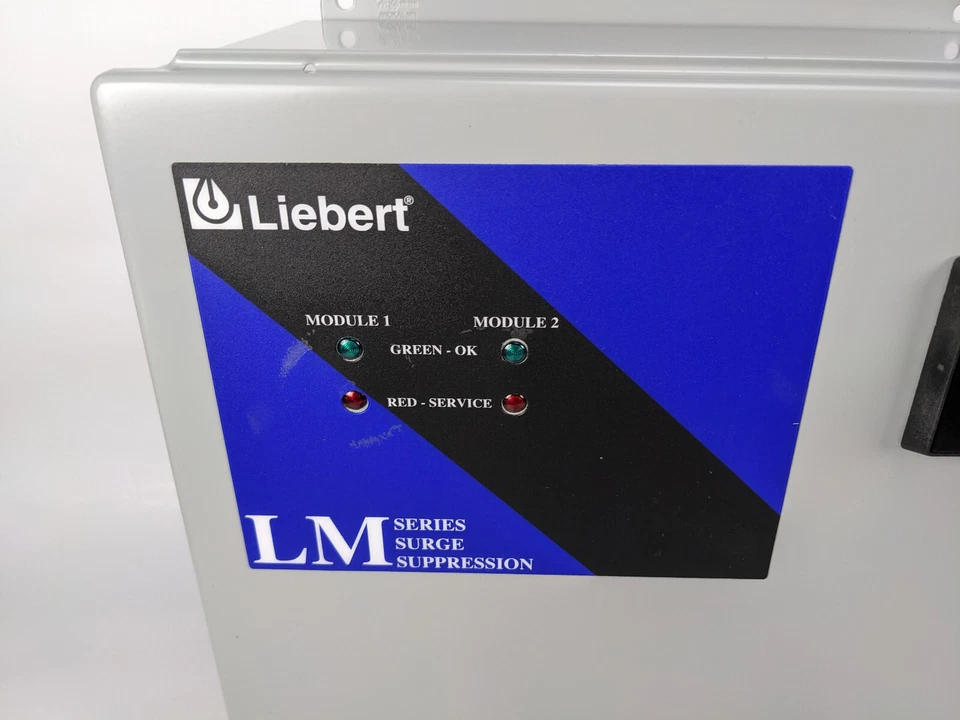 Liebert®
MODULE 1 MODULE 2
GREEN - OK
RED - SERVICE
LM SERIES
SURGE
SUPPRESSION